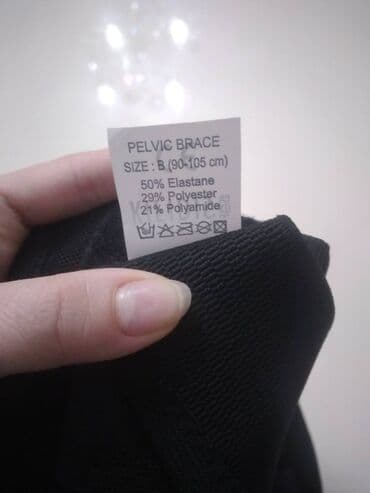 PELVIC BRACE
SIZE : B (90-105 cm)
50% Elastane
29% Polyester
21% Polyamide